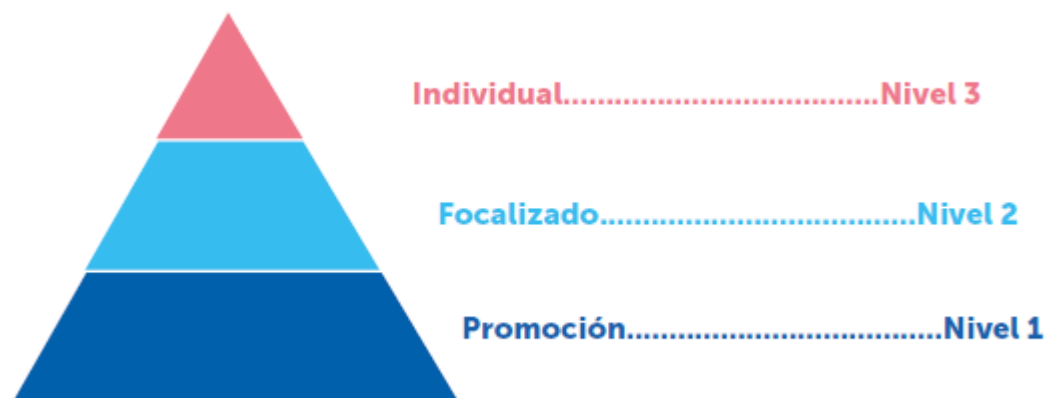 Individual.....................................Nivel 3
Focalizado.....................................Nivel 2
Promoción.....................................Nivel 1